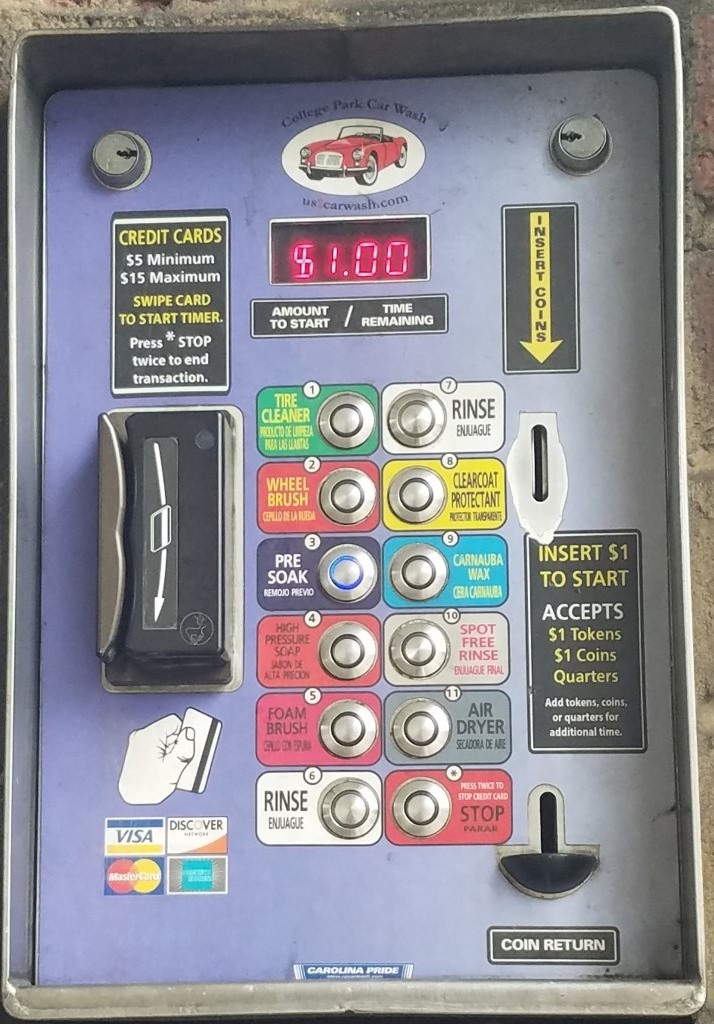 College Park Car Wash
CREDIT CARDS
$5 Minimum
$15 Maximum
SWIPE CARD
TO START TIMER.
Press * STOP
twice to end
transaction.
$1.00
AMOUNT
TO START / TIME
REMAINING
INSERT COINS
1
TIRE
CLEANER
PRODUCTO DE LIMPIEZA
PARA LAS LLANTAS
7
RINSE
ENJUAGUE
2
WHEEL
BRUSH
CEPILLO DE LA RUEDA
8
CLEARCOAT
PROTECTANT
PROTECTOR TRANSPARENTE
3
PRE
SOAK
REMOJO PREVIO
9
CARNAUBA
WAX
CERA CARNAUBA
4
HIGH
PRESSURE
SOAP
JABON DE
ALTA PRECION
10
SPOT
FREE
RINSE
ENJUAGUE FINAL
5
FOAM
BRUSH
CEPILLO CON ESPUMA
11
AIR
DRYER
SECADORA DE AIRE
6
RINSE
ENJUAGUE
*
PRESS TWICE TO
STOP CREDIT CARD
STOP
PARAR
INSERT $1
TO START
ACCEPTS
$1 Tokens
$1 Coins
Quarters
Add tokens, coins,
or quarters for
additional time.
VISA
DISCOVER
NETWORK
MasterCard
COIN RETURN
CAROLINA PRIDE